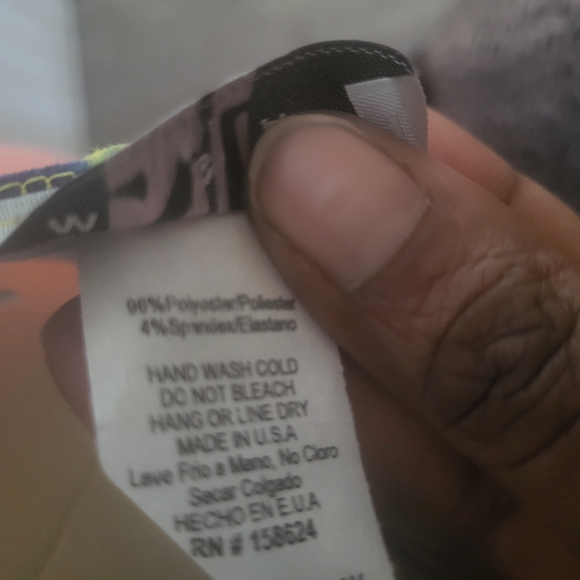 96%Polyester/Poliester
4%Spandex/Elastano
HAND WASH COLD
DO NOT BLEACH
HANG OR LINE DRY
MADE IN U.S.A
Lave Frio a Mano, No Cloro
Secar Colgado
HECHO EN E.U.A
RN # 158624